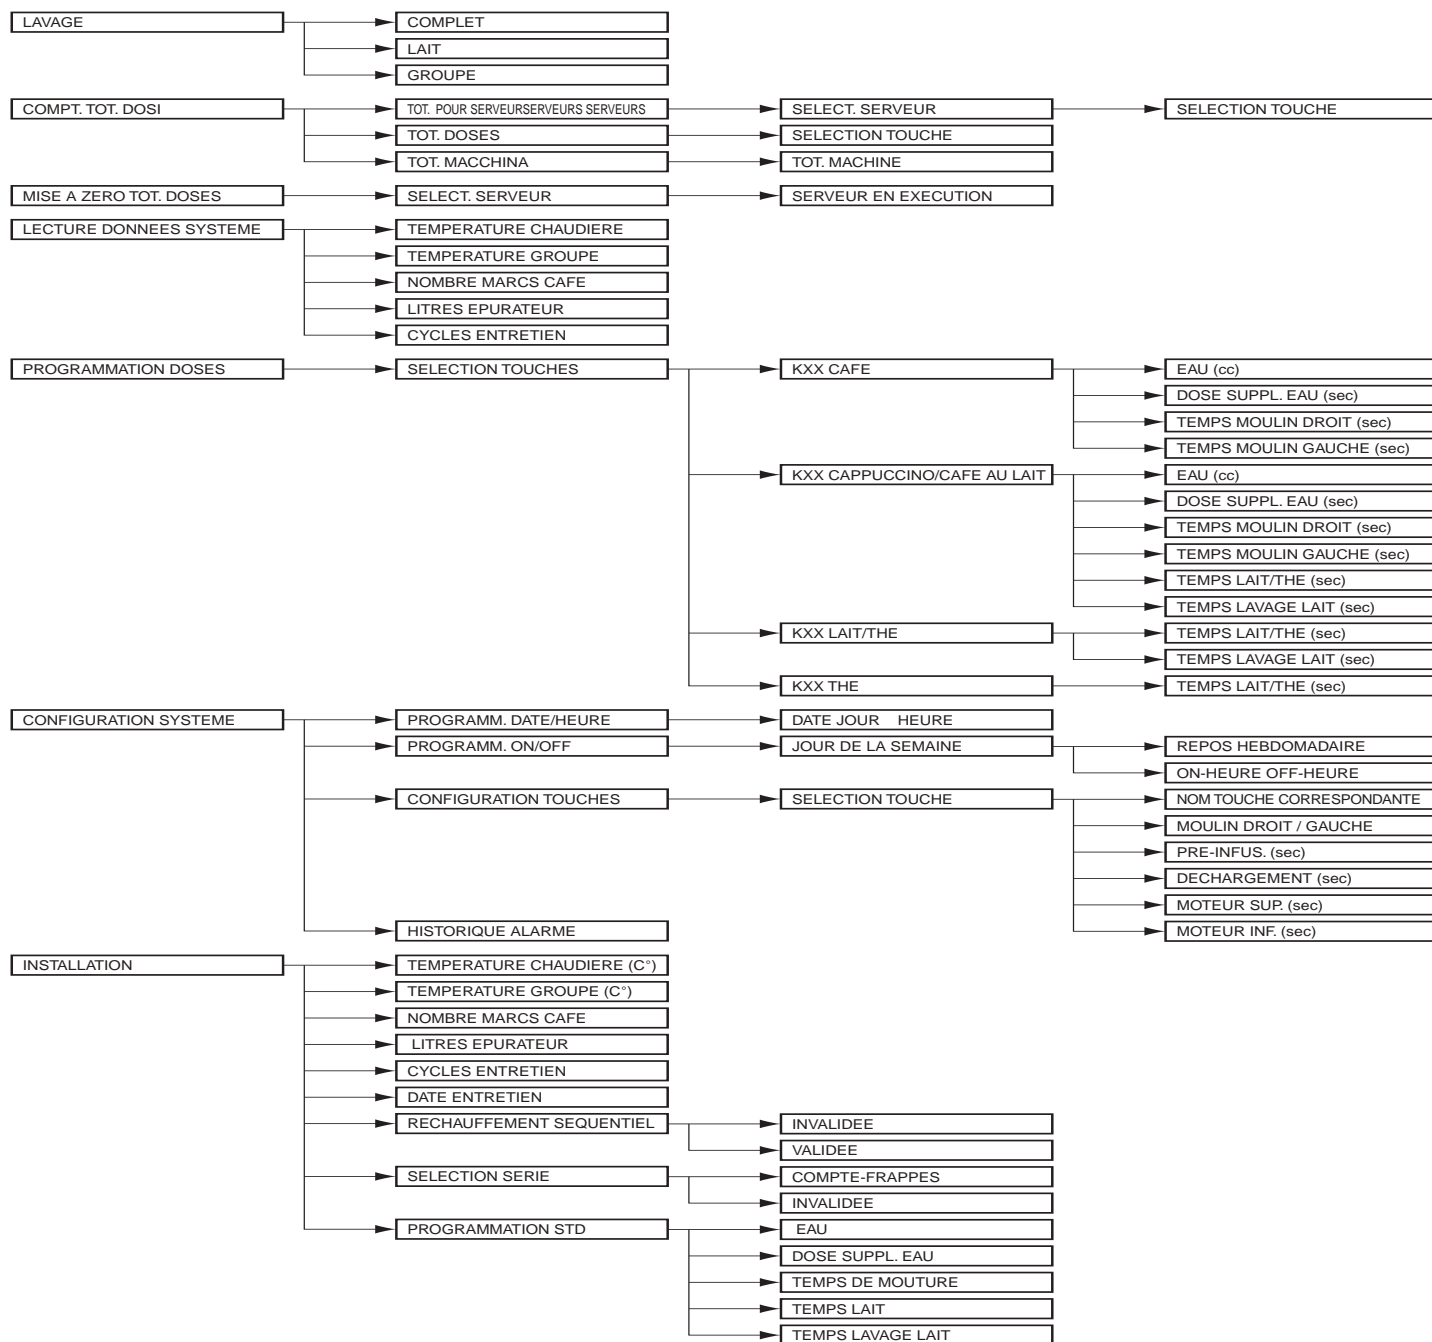 LAVAGE
COMPLET
LAIT
GROUPE
COMPT. TOT. DOSI
TOT. POUR SERVEURSERVEURS SERVEURS
SELECT. SERVEUR
SELECTION TOUCHE
TOT. DOSES
SELECTION TOUCHE
TOT. MACCHINA
TOT. MACHINE
MISE A ZERO TOT. DOSES
SELECT. SERVEUR
SERVEUR EN EXECUTION
LECTURE DONNEES SYSTEME
TEMPERATURE CHAUDIERE
TEMPERATURE GROUPE
NOMBRE MARCS CAFE
LITRES EPURATEUR
CYCLES ENTRETIEN
PROGRAMMATION DOSES
SELECTION TOUCHES
KXX CAFE
EAU (cc)
DOSE SUPPL. EAU (sec)
TEMPS MOULIN DROIT (sec)
TEMPS MOULIN GAUCHE (sec)
KXX CAPPUCCINO/CAFE AU LAIT
EAU (cc)
DOSE SUPPL. EAU (sec)
TEMPS MOULIN DROIT (sec)
TEMPS MOULIN GAUCHE (sec)
TEMPS LAIT/THE (sec)
TEMPS LAVAGE LAIT (sec)
KXX LAIT/THE
TEMPS LAIT/THE (sec)
TEMPS LAVAGE LAIT (sec)
KXX THE
TEMPS LAIT/THE (sec)
CONFIGURATION SYSTEME
PROGRAMM. DATE/HEURE
DATE JOUR HEURE
PROGRAMM. ON/OFF
JOUR DE LA SEMAINE
REPOS HEBDOMADAIRE
ON-HEURE OFF-HEURE
CONFIGURATION TOUCHES
SELECTION TOUCHE
NOM TOUCHE CORRESPONDANTE
MOULIN DROIT / GAUCHE
PRE-INFUS. (sec)
DECHARGEMENT (sec)
MOTEUR SUP. (sec)
MOTEUR INF. (sec)
HISTORIQUE ALARME
INSTALLATION
TEMPERATURE CHAUDIERE (C°)
TEMPERATURE GROUPE (C°)
NOMBRE MARCS CAFE
LITRES EPURATEUR
CYCLES ENTRETIEN
DATE ENTRETIEN
RECHAUFFEMENT SEQUENTIEL
INVALIDEE
VALIDEE
SELECTION SERIE
COMPTE-FRAPPES
INVALIDEE
PROGRAMMATION STD
EAU
DOSE SUPPL. EAU
TEMPS DE MOUTURE
TEMPS LAIT
TEMPS LAVAGE LAIT